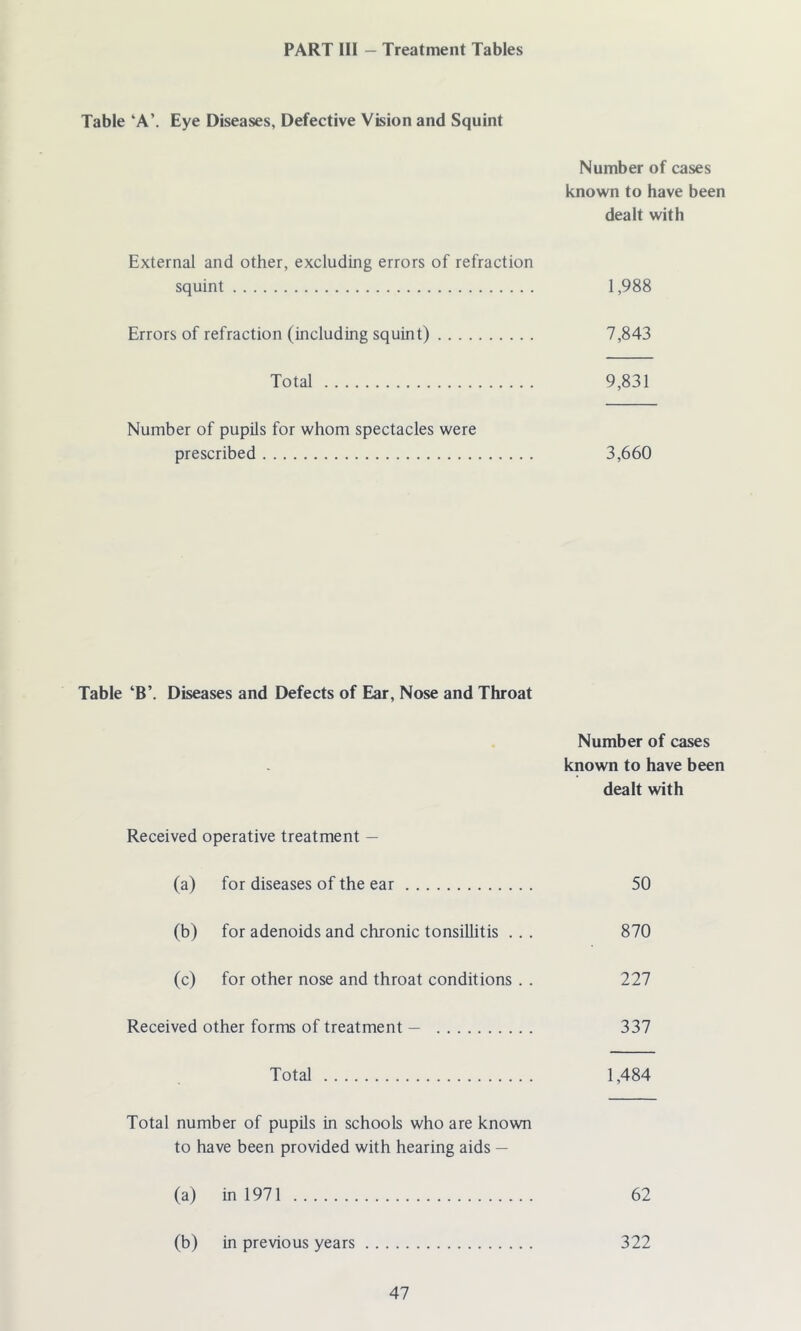 PART III – Treatment Tables
Table ‘A’. Eye Diseases, Defective Vision and Squint
Number of cases
known to have been
dealt with
External and other, excluding errors of refraction
squint . . . . . . . . . . . . . . . . . . . . . . . . . . . . . . 1,988
Errors of refraction (including squint) . . . . . . . . . . 7,843
Total . . . . . . . . . . . . . . . . . . . . . 9,831
Number of pupils for whom spectacles were
prescribed . . . . . . . . . . . . . . . . . . . . . . . . . . . 3,660
Table ‘B’. Diseases and Defects of Ear, Nose and Throat
Number of cases
known to have been
dealt with
Received operative treatment –
(a) for diseases of the ear . . . . . . . . . . . . . 50
(b) for adenoids and chronic tonsillitis . . . 870
(c) for other nose and throat conditions . . 227
Received other forms of treatment – . . . . . . . . . . 337
Total . . . . . . . . . . . . . . . . . . . . . 1,484
Total number of pupils in schools who are known
to have been provided with hearing aids –
(a) in 1971 . . . . . . . . . . . . . . . . . . . . . . . . 62
(b) in previous years . . . . . . . . . . . . . . . . . 322
47